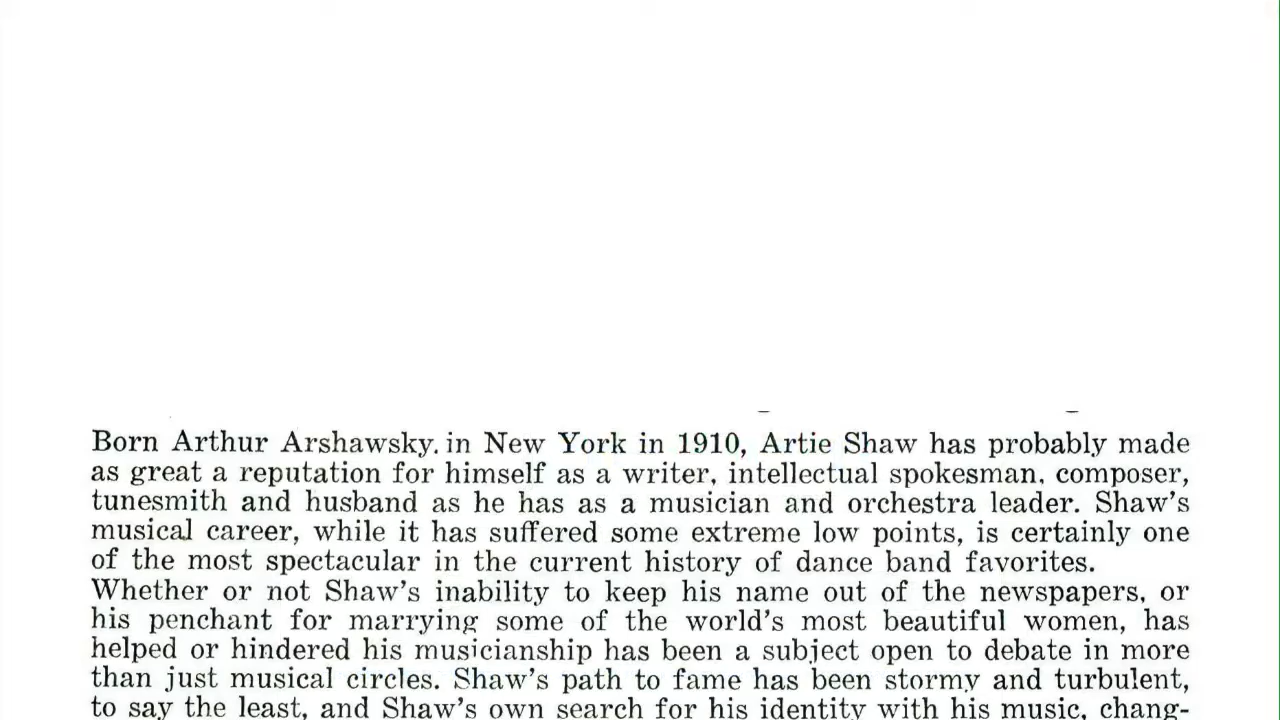 Born Arthur Arshawsky. in New York in 1910, Artie Shaw has probably made
as great a reputation for himself as a writer, intellectual spokesman, composer,
tunesmith and husband as he has as a musician and orchestra leader. Shaw's
musical career, while it has suffered some extreme low points, is certainly one
of the most spectacular in the current history of dance band favorites.
Whether or not Shaw's inability to keep his name out of the newspapers, or
his penchant for marrying some of the world's most beautiful women, has
helped or hindered his musicianship has been a subject open to debate in more
than just musical circles. Shaw's path to fame has been stormy and turbulent,
to say the least, and Shaw's own search for his identity with his music, chang-